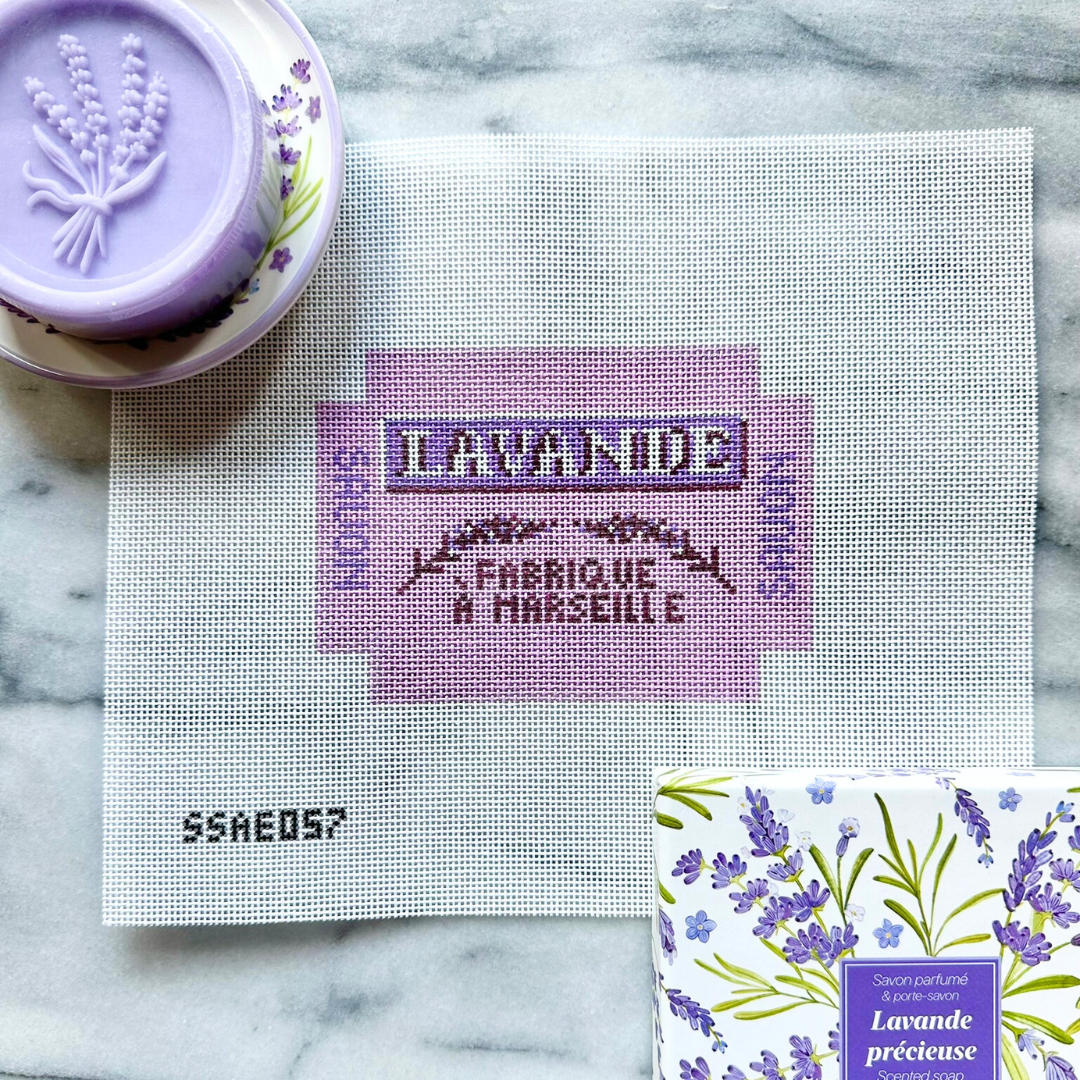 LAVANDE
SAVON
SAVON
FABRIQUE
À MARSEILLE
SSAE057
Savon parfumé
& porte-savon
Lavande
précieuse
Scented soap